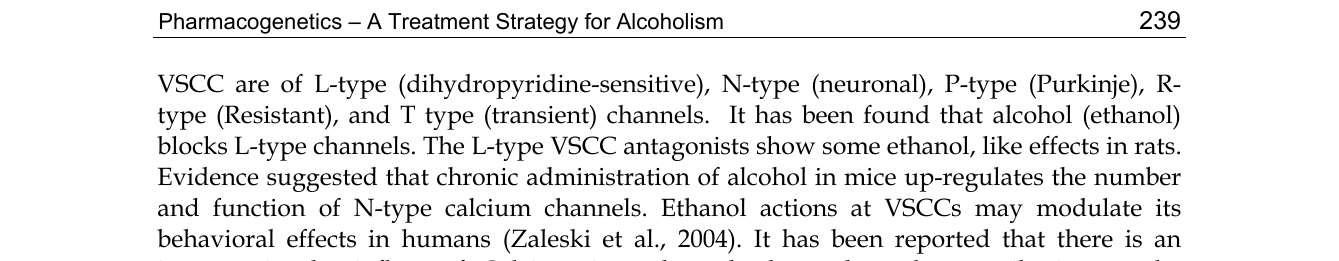 Pharmacogenetics – A Treatment Strategy for Alcoholism 239
VSCC are of L-type (dihydropyridine-sensitive), N-type (neuronal), P-type (Purkinje), R-
type (Resistant), and T type (transient) channels. It has been found that alcohol (ethanol)
blocks L-type channels. The L-type VSCC antagonists show some ethanol, like effects in rats.
Evidence suggested that chronic administration of alcohol in mice up-regulates the number
and function of N-type calcium channels. Ethanol actions at VSCCs may modulate its
behavioral effects in humans (Zaleski et al., 2004). It has been reported that there is an